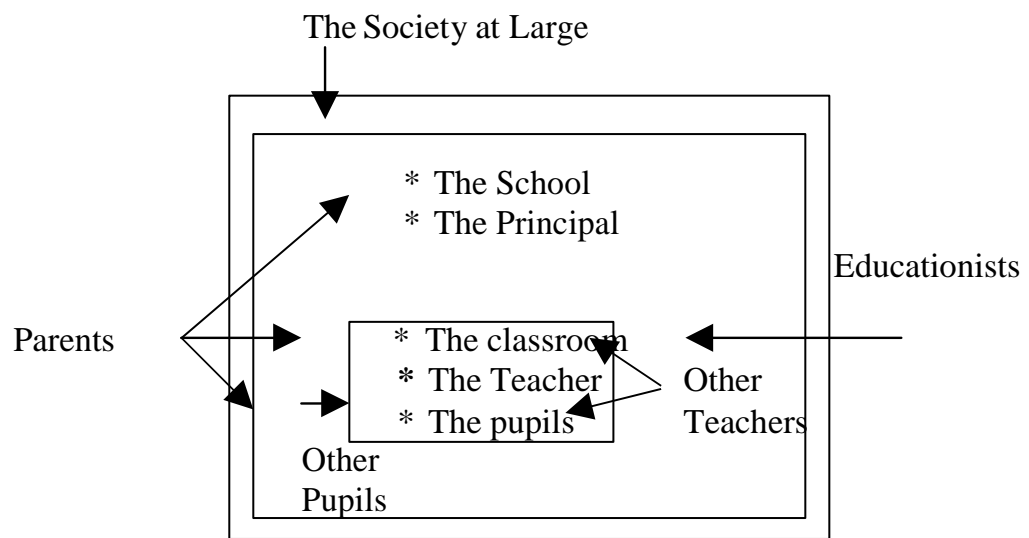 The Society at Large
* The School
* The Principal
Educationists
Parents
* The classroom
* The Teacher
* The pupils
Other
Teachers
Other
Pupils